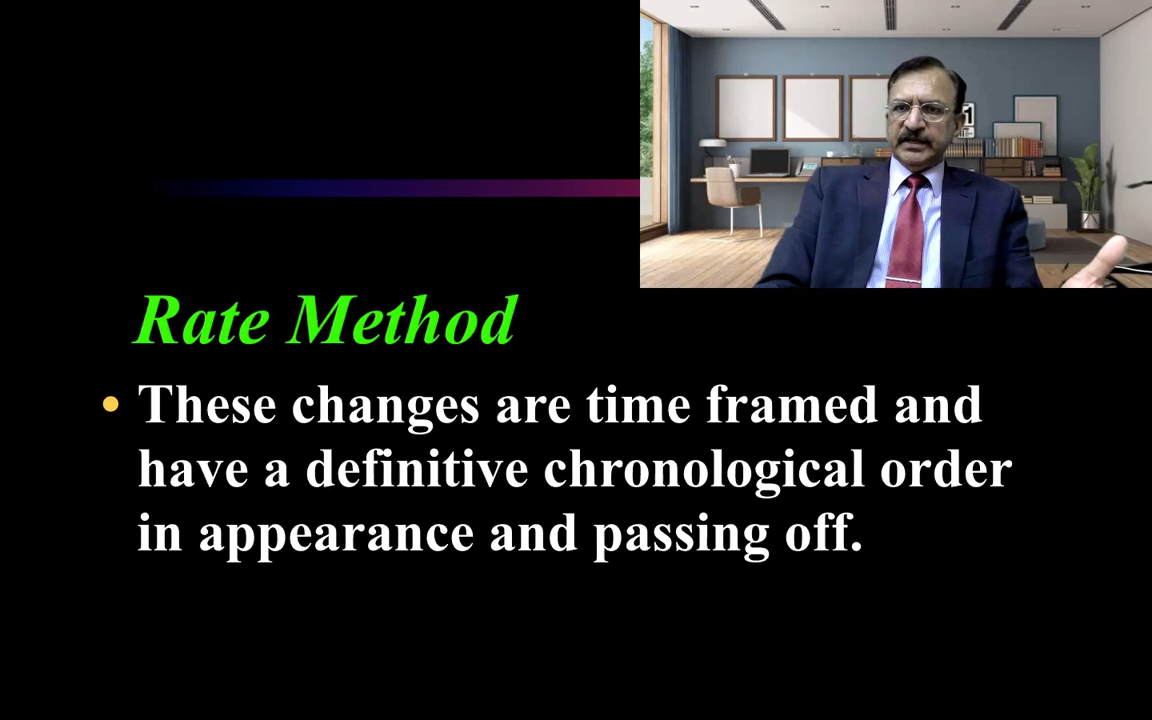 Rate Method
• These changes are time framed and
have a definitive chronological order
in appearance and passing off.